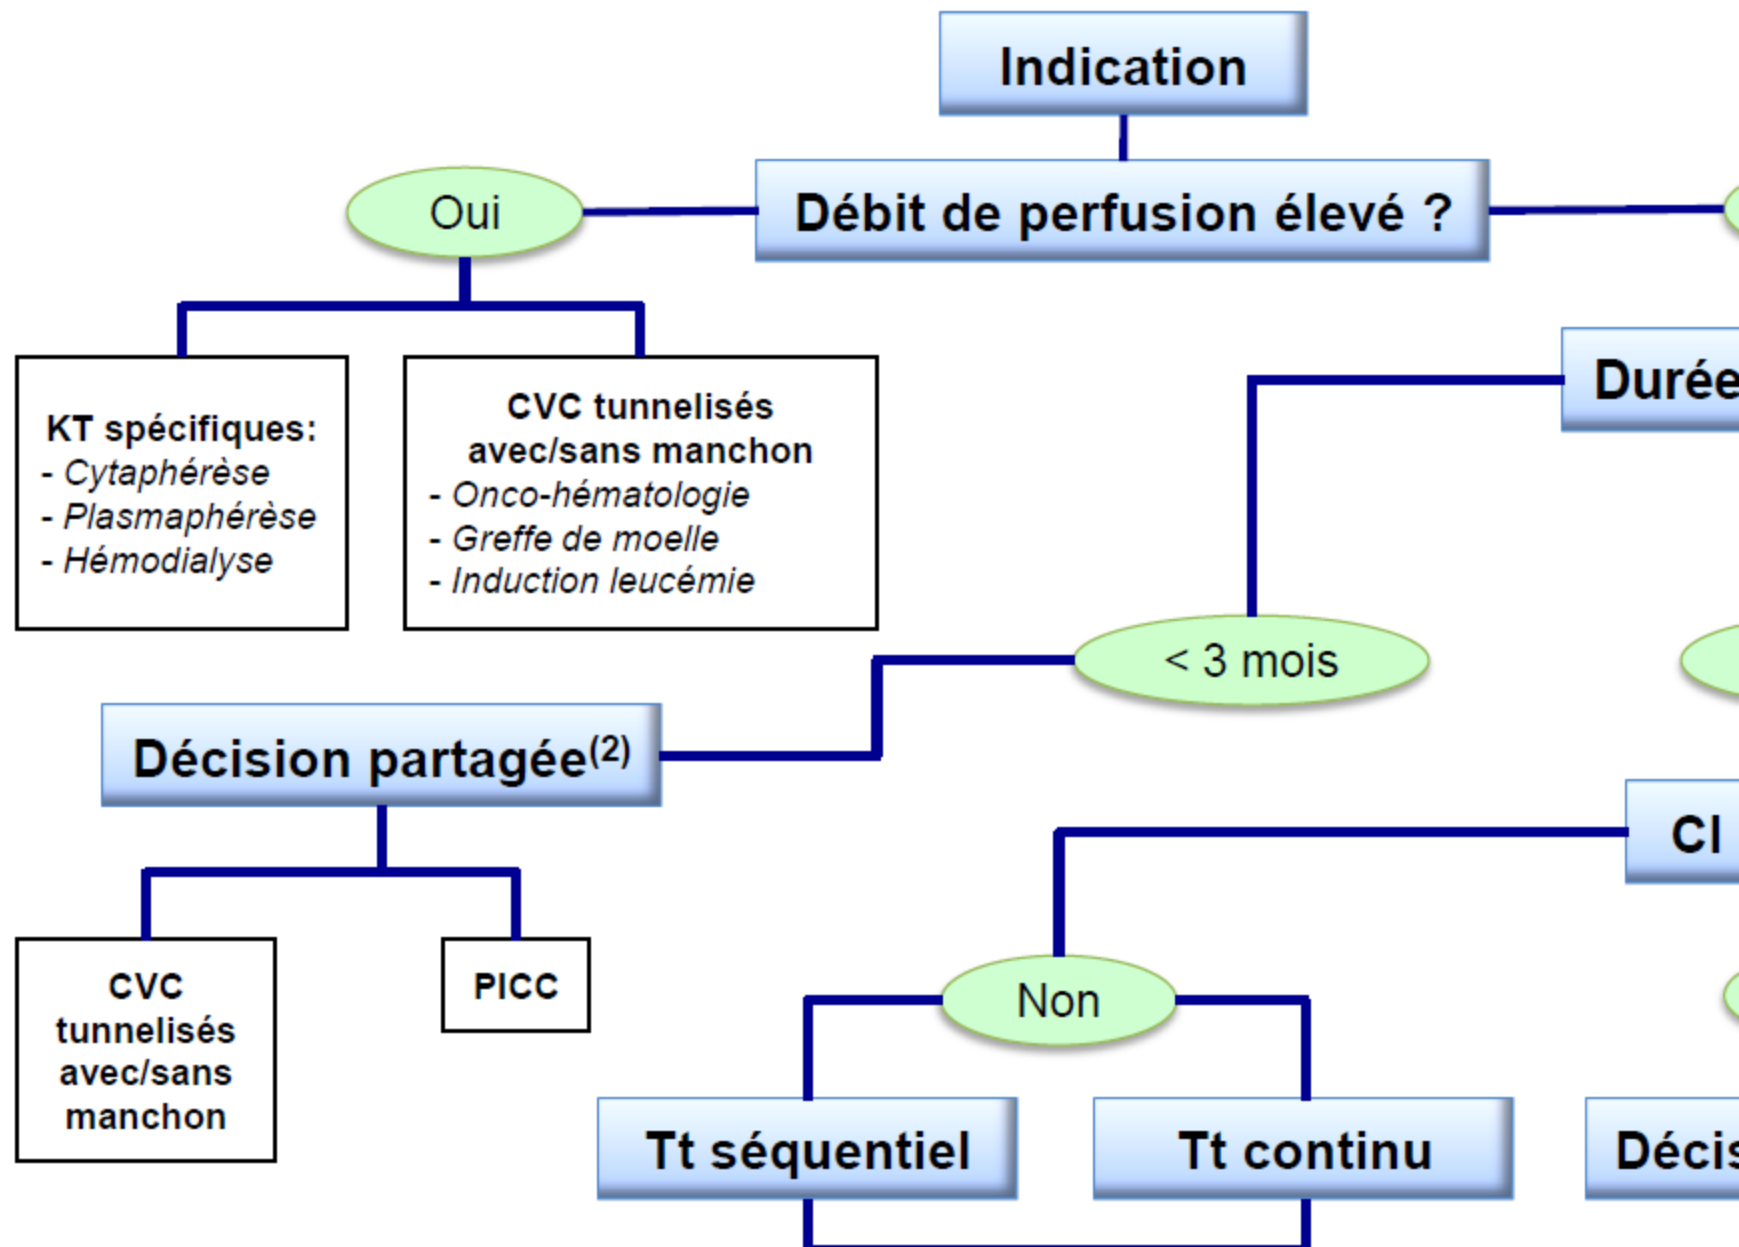 Indication
Oui
Débit de perfusion élevé ?
Durée
KT spécifiques:
- Cytaphérèse
- Plasmaphérèse
- Hémodialyse
CVC tunnelisés
avec/sans manchon
- Onco-hématologie
- Greffe de moelle
- Induction leucémie
< 3 mois
Décision partagée(2)
CI
CVC
tunnelisés
avec/sans
manchon
PICC
Non
Tt séquentiel
Tt continu